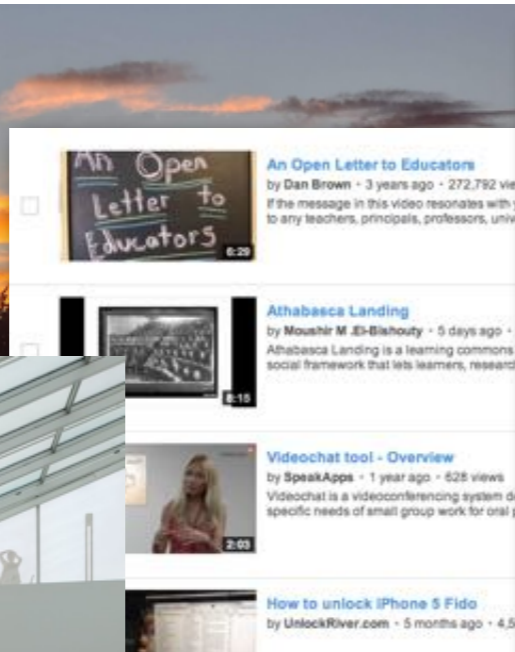 An Open
Letter to
Educators
6:29
An Open Letter to Educators
by Dan Brown · 3 years ago · 272,792
If the message in this video resonates with
to any teachers, principals, professors,
8:15
Athabasca Landing
by Moushir M .El-Bishouty · 5 days ago ·
Athabasca Landing is a learning commons
social framework that lets learners,
2:03
Videochat tool - Overview
by SpeakApps · 1 year ago · 628 views
Videochat is a videoconferencing system
specific needs of small group work for oral
How to unlock iPhone 5 Fido
by UnlockRiver.com · 5 months ago ·